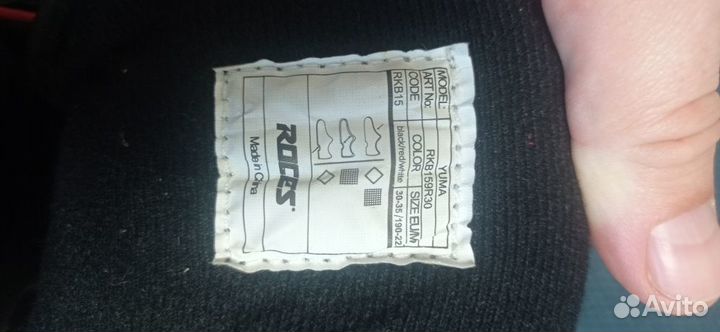 MODEL: YUMA
ART No: RKB159R30
CODE COLOR SIZE EU/M
RKB15 black/red/white 30-35 /190-22
ROCES
Made in China
Avito